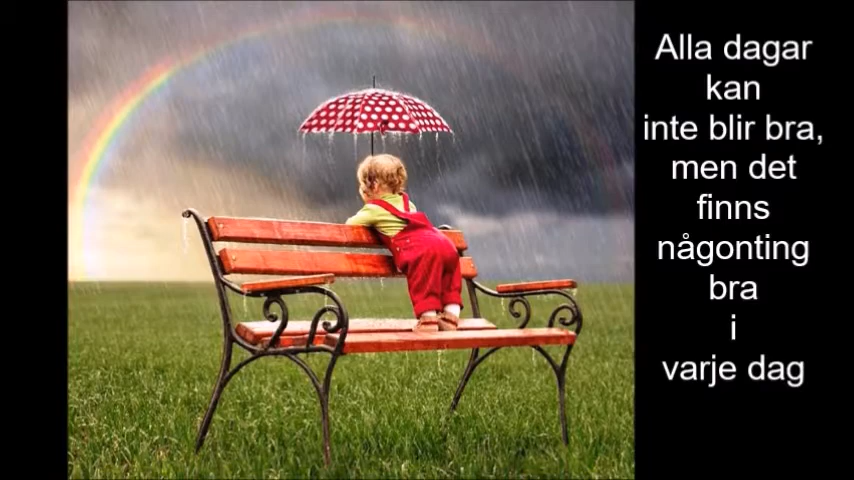 Alla dagar
kan
inte blir bra,
men det
finns
någonting
bra
i
varje dag